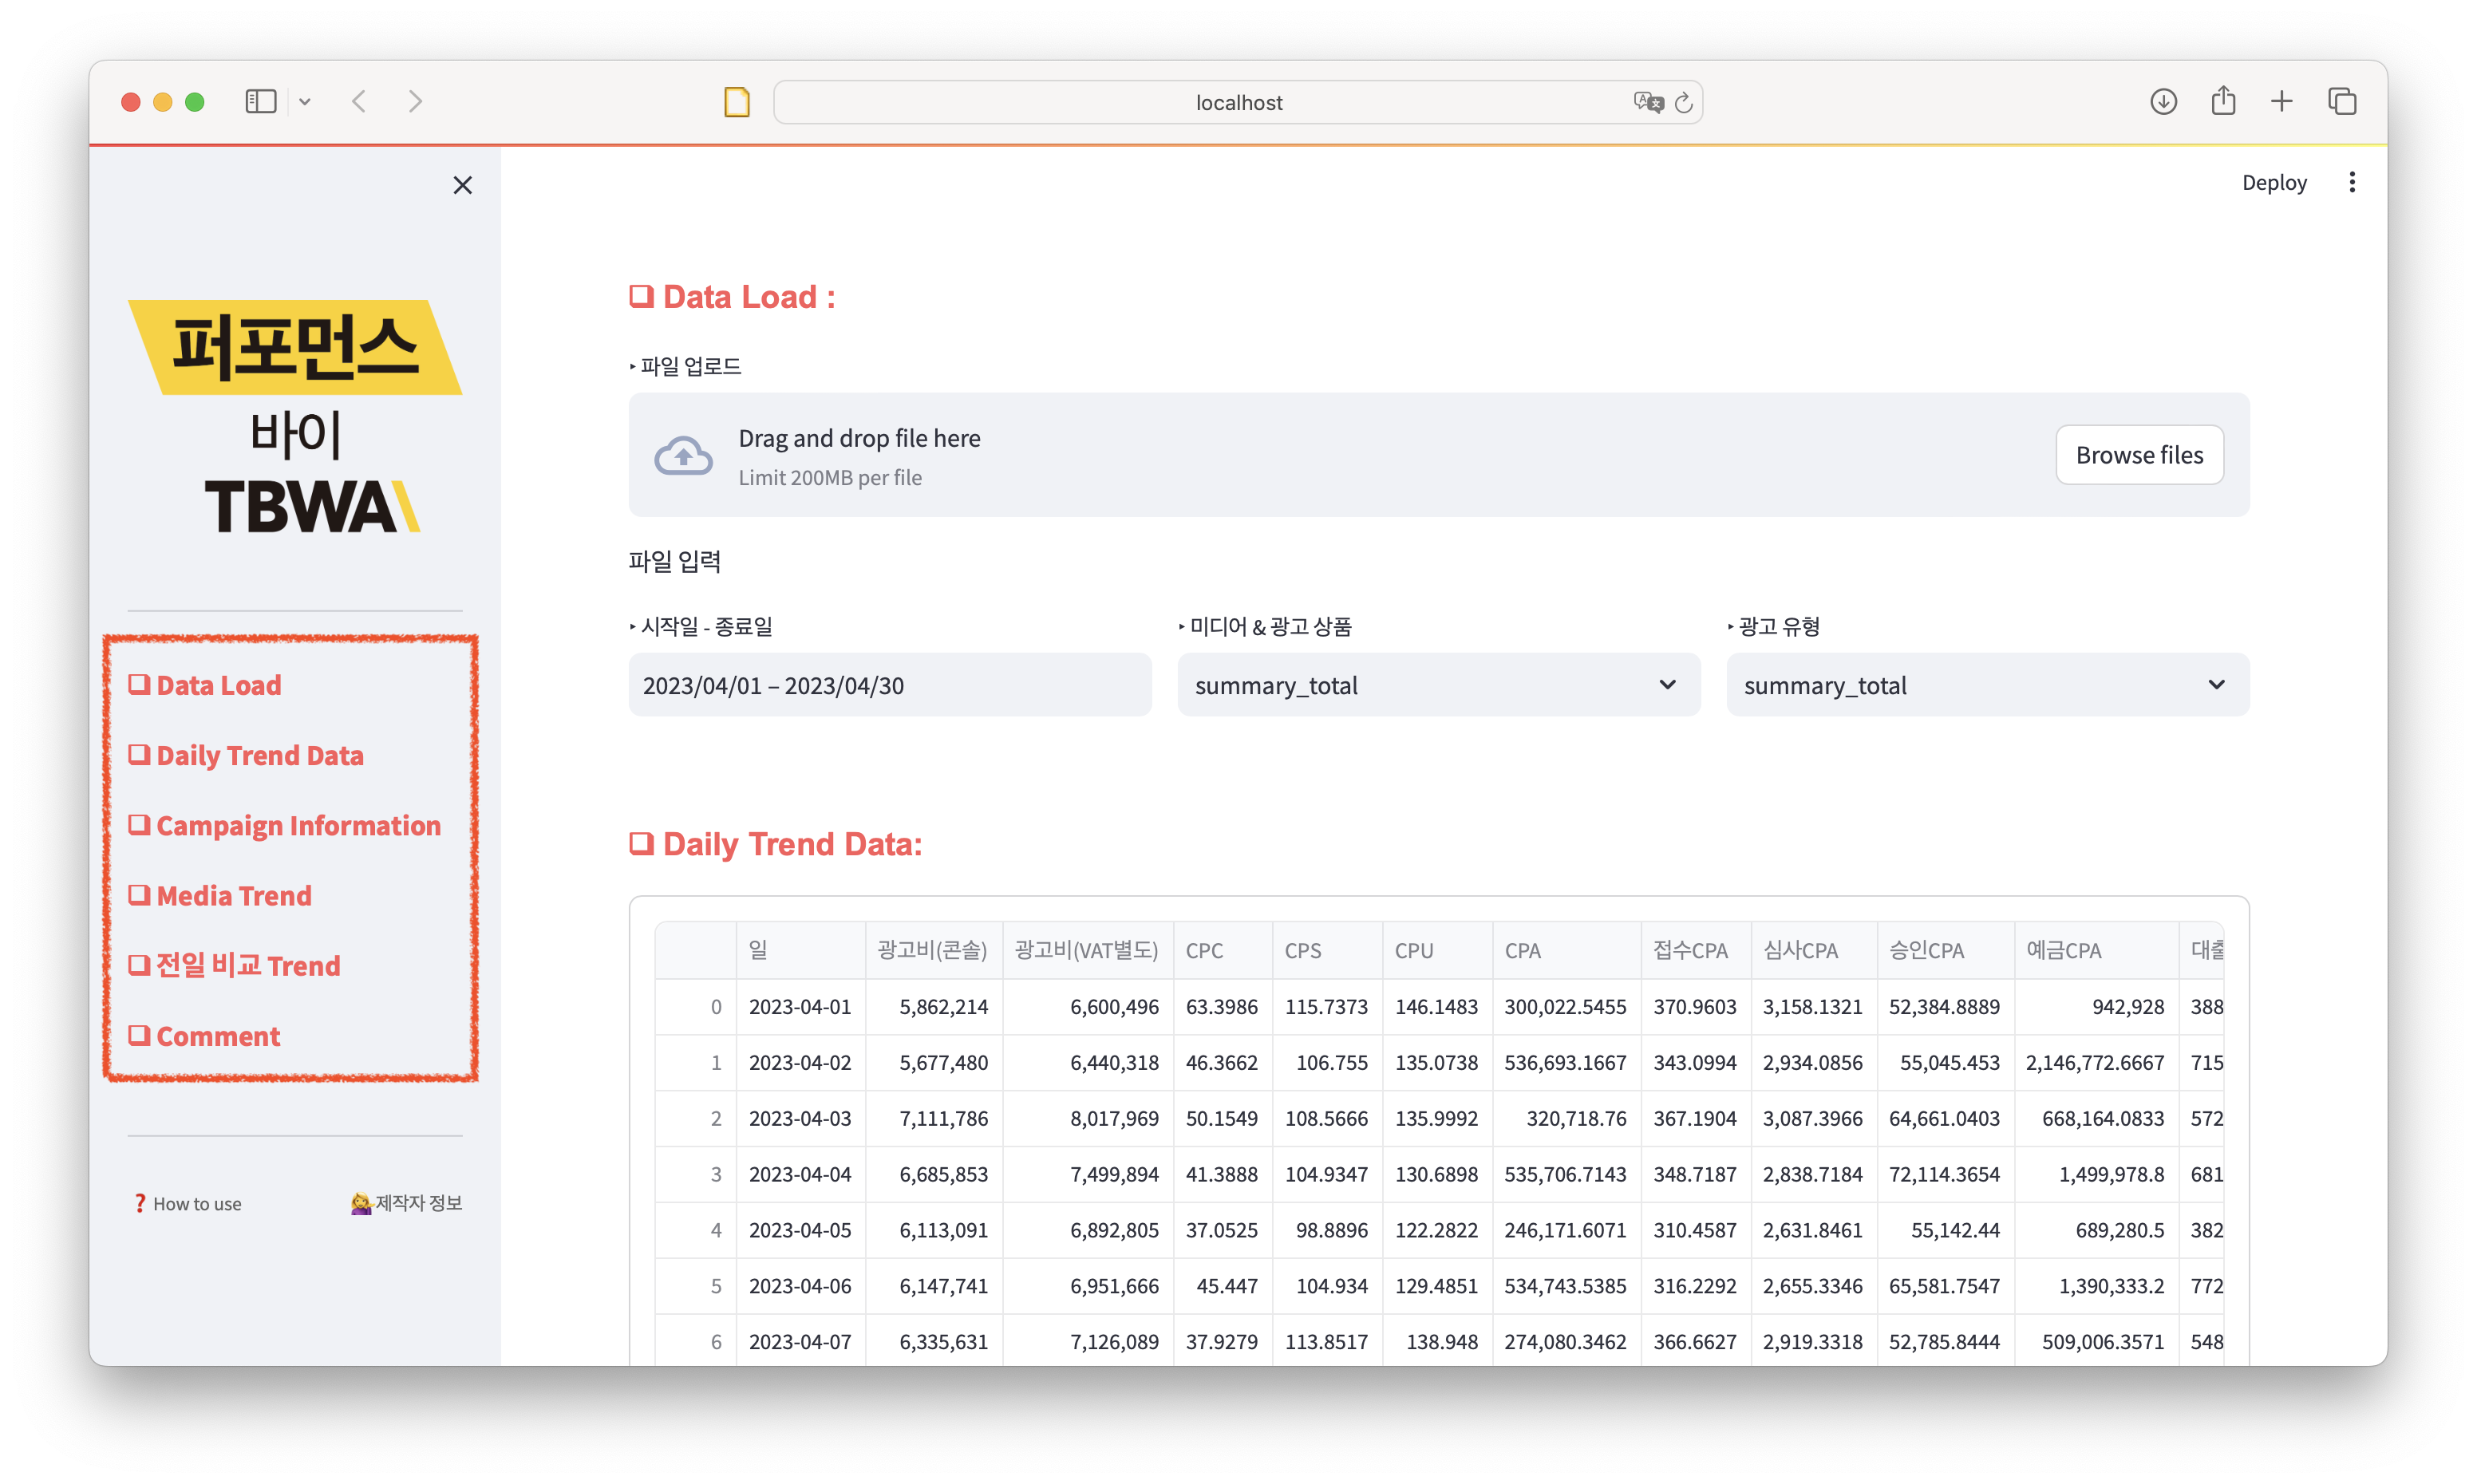 localhost
Deploy
퍼포먼스
바이
TBWA\
❏ Data Load
❏ Daily Trend Data
❏ Campaign Information
❏ Media Trend
❏ 전일 비교 Trend
❏ Comment
❓ How to use
💁‍♀️제작자 정보
❏ Data Load :
‣ 파일 업로드
Drag and drop file here
Limit 200MB per file
Browse files
파일 입력
‣ 시작일 - 종료일
‣ 미디어 & 광고 상품
‣ 광고 유형
2023/04/01 – 2023/04/30
summary_total
summary_total
❏ Daily Trend Data:
일 광고비(콘솔) 광고비(VAT별도) CPC CPS CPU CPA 접수CPA 심사CPA 승인CPA 예금CPA 대출
0 2023-04-01 5,862,214 6,600,496 63.3986 115.7373 146.1483 300,022.5455 370.9603 3,158.1321 52,384.8889 942,928 388
1 2023-04-02 5,677,480 6,440,318 46.3662 106.755 135.0738 536,693.1667 343.0994 2,934.0856 55,045.453 2,146,772.6667 715
2 2023-04-03 7,111,786 8,017,969 50.1549 108.5666 135.9992 320,718.76 367.1904 3,087.3966 64,661.0403 668,164.0833 572
3 2023-04-04 6,685,853 7,499,894 41.3888 104.9347 130.6898 535,706.7143 348.7187 2,838.7184 72,114.3654 1,499,978.8 681
4 2023-04-05 6,113,091 6,892,805 37.0525 98.8896 122.2822 246,171.6071 310.4587 2,631.8461 55,142.44 689,280.5 382
5 2023-04-06 6,147,741 6,951,666 45.447 104.934 129.4851 534,743.5385 316.2292 2,655.3346 65,581.7547 1,390,333.2 772
6 2023-04-07 6,335,631 7,126,089 37.9279 113.8517 138.948 274,080.3462 366.6627 2,919.3318 52,785.8444 509,006.3571 548